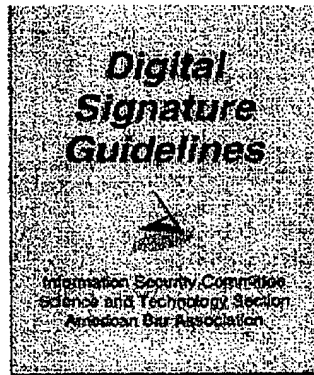 Digital
Signature
Guidelines
Information Security Committee
Science and Technology Section
American Bar Association